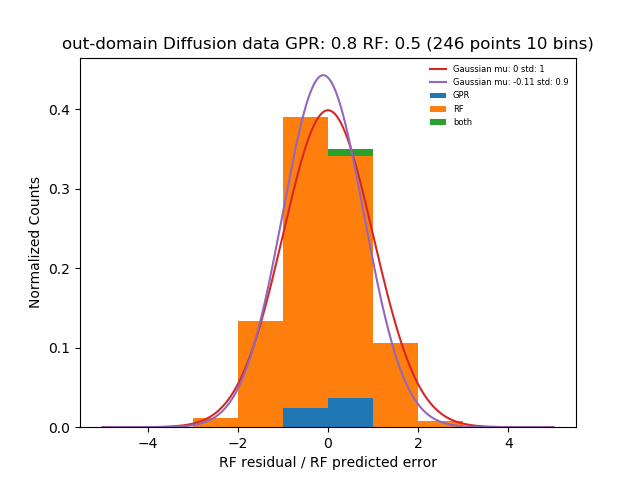 out-domain Diffusion data GPR: 0.8 RF: 0.5 (246 points 10 bins)
Gaussian mu: 0 std: 1
Gaussian mu: -0.11 std: 0.9
GPR
RF
both
Normalized Counts
0.4
0.3
0.2
0.1
0.0
−4
−2
0
2
4
RF residual / RF predicted error